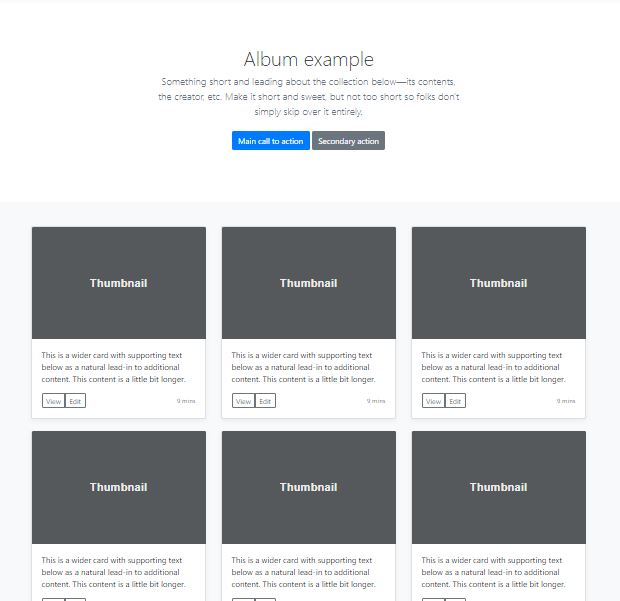 Album example
Something short and leading about the collection below—its contents,
the creator, etc. Make it short and sweet, but not too short so folks don't
simply skip over it entirely.
Main call to action Secondary action
Thumbnail Thumbnail Thumbnail
This is a wider card with supporting text
below as a natural lead-in to additional
content. This content is a little bit longer.
View Edit 9 mins
This is a wider card with supporting text
below as a natural lead-in to additional
content. This content is a little bit longer.
View Edit 9 mins
This is a wider card with supporting text
below as a natural lead-in to additional
content. This content is a little bit longer.
View Edit 9 mins
Thumbnail Thumbnail Thumbnail
This is a wider card with supporting text
below as a natural lead-in to additional
content. This content is a little bit longer.
This is a wider card with supporting text
below as a natural lead-in to additional
content. This content is a little bit longer.
This is a wider card with supporting text
below as a natural lead-in to additional
content. This content is a little bit longer.